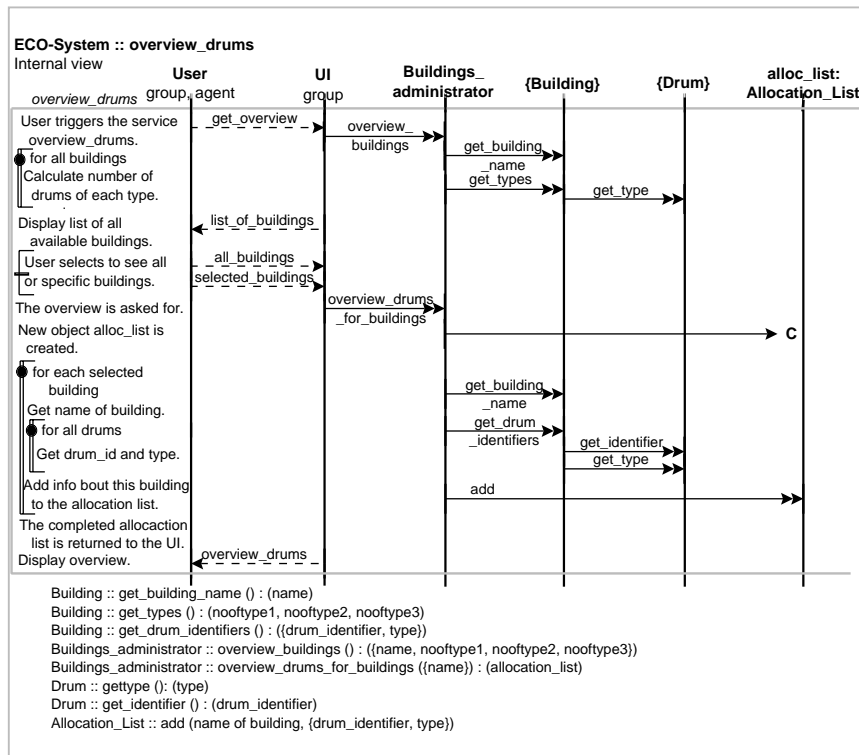 ECO-System :: overview_drums
Internal view
User
group, agent
UI
group
Buildings_
administrator
{Building}
{Drum}
alloc_list:
Allocation_List
overview_drums
User triggers the service
overview_drums.
get_overview
overview_
buildings
for all buildings
Calculate number of
drums of each type.
get_building
_name
get_types
get_type
Display list of all
available buildings.
list_of_buildings
User selects to see all
or specific buildings.
all_buildings
selected_buildings
The overview is asked for.
overview_drums
_for_buildings
New object alloc_list is
created.
C
for each selected
building
Get name of building.
get_building
_name
for all drums
Get drum_id and type.
get_drum
_identifiers
get_identifier
get_type
Add info bout this building
to the allocation list.
add
The completed allocaction
list is returned to the UI.
Display overview.
overview_drums
Building :: get_building_name () : (name)
Building :: get_types () : (nooftype1, nooftype2, nooftype3)
Building :: get_drum_identifiers () : ({drum_identifier, type})
Buildings_administrator :: overview_buildings () : ({name, nooftype1, nooftype2, nooftype3})
Buildings_administrator :: overview_drums_for_buildings ({name}) : (allocation_list)
Drum :: gettype (): (type)
Drum :: get_identifier () : (drum_identifier)
Allocation_List :: add (name of building, {drum_identifier, type})